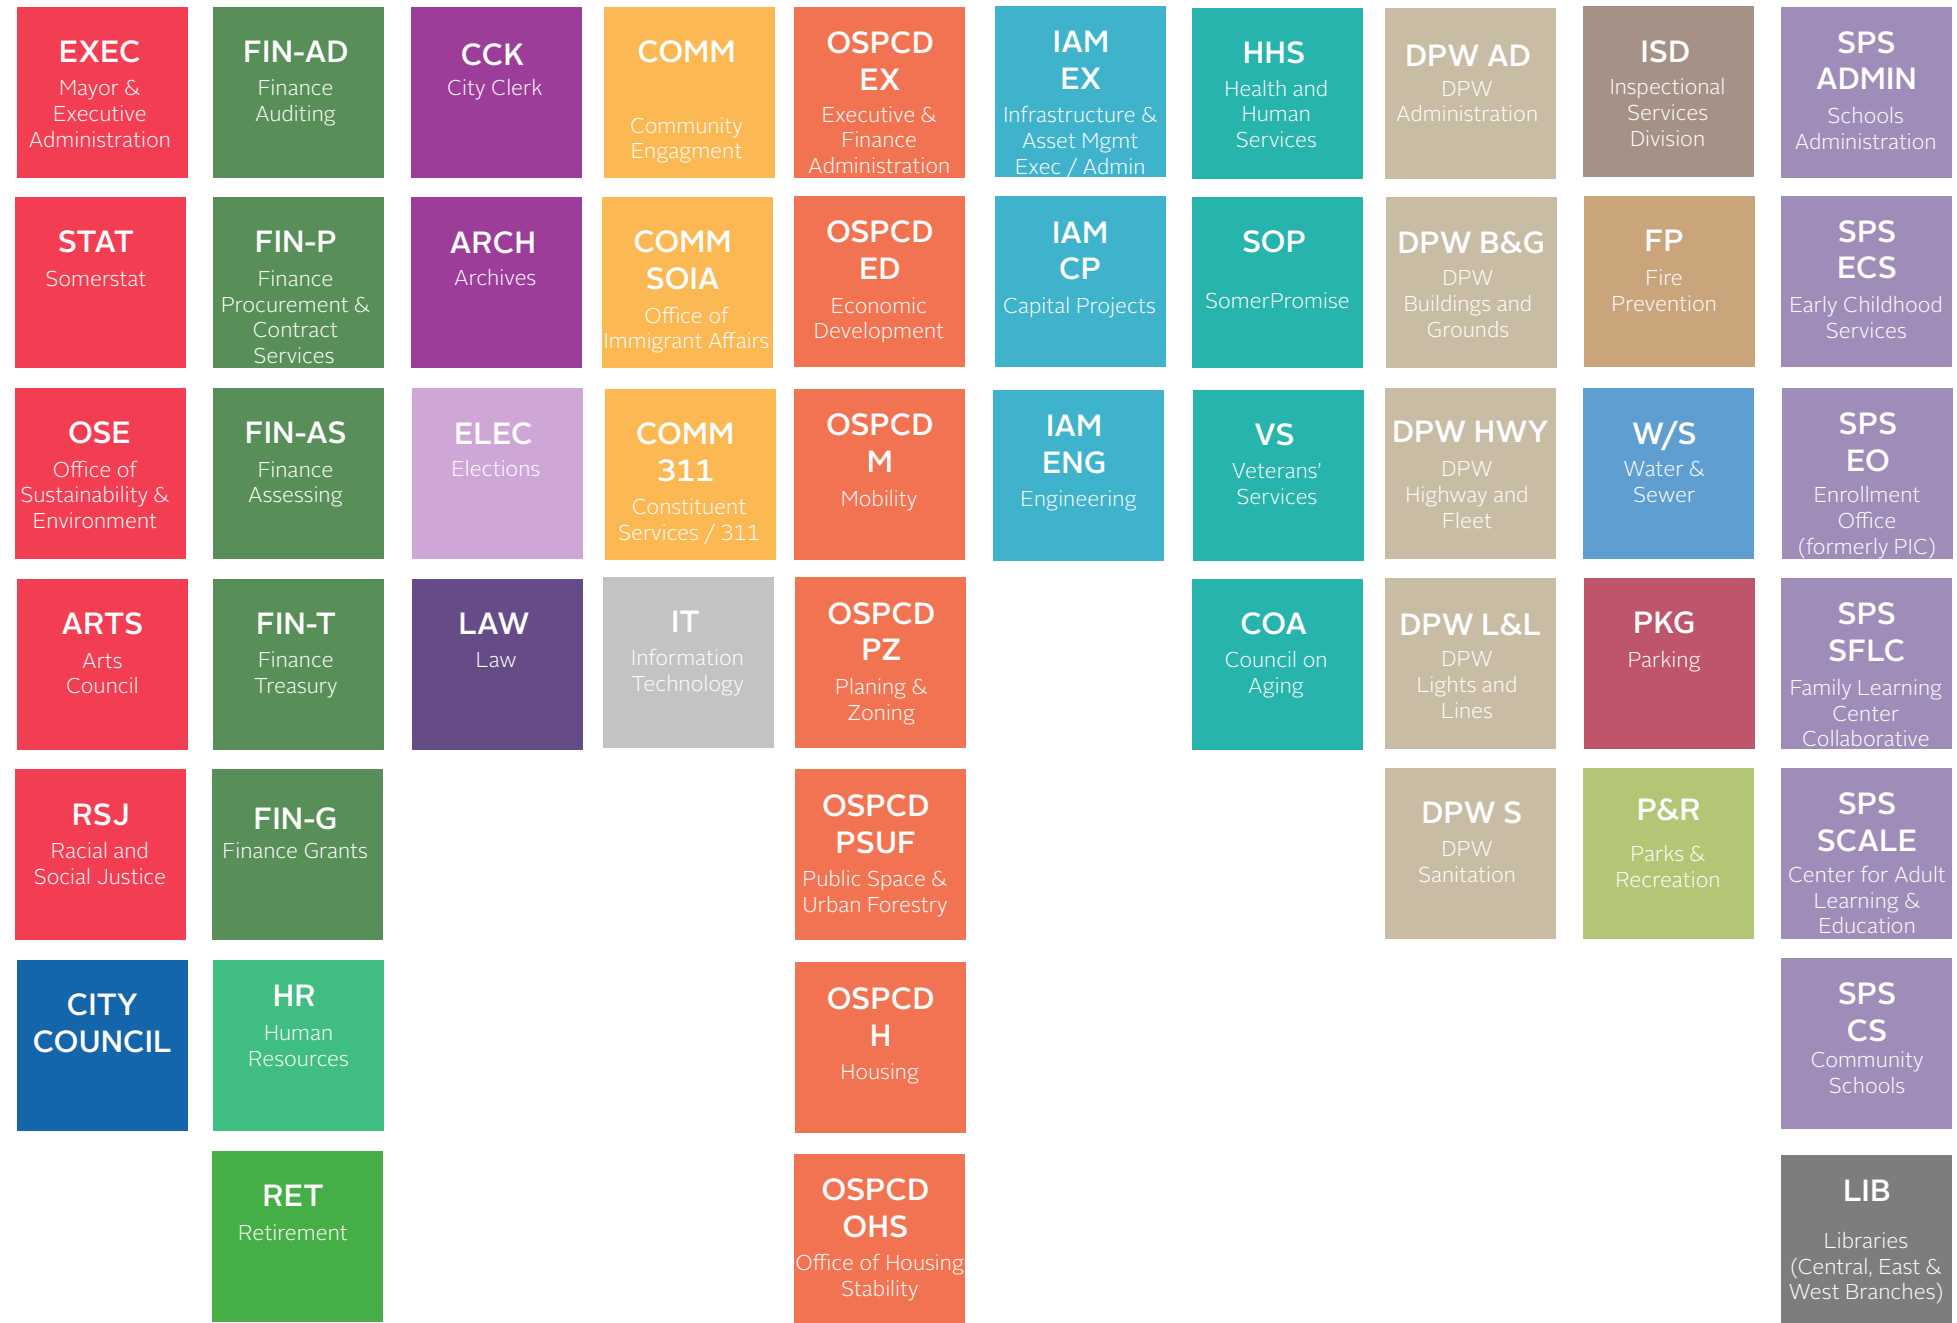 EXEC
Mayor &
Executive
Administration
FIN-AD
Finance
Auditing
CCK
City Clerk
COMM
Community
Engagment
OSPCD
EX
Executive &
Finance
Administration
IAM
EX
Infrastructure &
Asset Mgmt
Exec / Admin
HHS
Health and
Human
Services
DPW AD
DPW
Administration
ISD
Inspectional
Services
Division
SPS
ADMIN
Schools
Administration
STAT
Somerstat
FIN-P
Finance
Procurement &
Contract
Services
ARCH
Archives
COMM
SOIA
Office of
Immigrant Affairs
OSPCD
ED
Economic
Development
IAM
CP
Capital Projects
SOP
SomerPromise
DPW B&G
DPW
Buildings and
Grounds
FP
Fire
Prevention
SPS
ECS
Early Childhood
Services
OSE
Office of
Sustainability &
Environment
FIN-AS
Finance
Assessing
ELEC
Elections
COMM
311
Constituent
Services / 311
OSPCD
M
Mobility
IAM
ENG
Engineering
VS
Veterans’
Services
DPW HWY
DPW
Highway and
Fleet
W/S
Water &
Sewer
SPS
EO
Enrollment
Office
(formerly PIC)
ARTS
Arts
Council
FIN-T
Finance
Treasury
LAW
Law
IT
Information
Technology
OSPCD
PZ
Planing &
Zoning
COA
Council on
Aging
DPW L&L
DPW
Lights and
Lines
PKG
Parking
SPS
SFLC
Family Learning
Center
Collaborative
RSJ
Racial and
Social Justice
FIN-G
Finance Grants
OSPCD
PSUF
Public Space &
Urban Forestry
DPW S
DPW
Sanitation
P&R
Parks &
Recreation
SPS
SCALE
Center for Adult
Learning &
Education
CITY
COUNCIL
HR
Human
Resources
OSPCD
H
Housing
SPS
CS
Community
Schools
RET
Retirement
OSPCD
OHS
Office of Housing
Stability
LIB
Libraries
(Central, East &
West Branches)